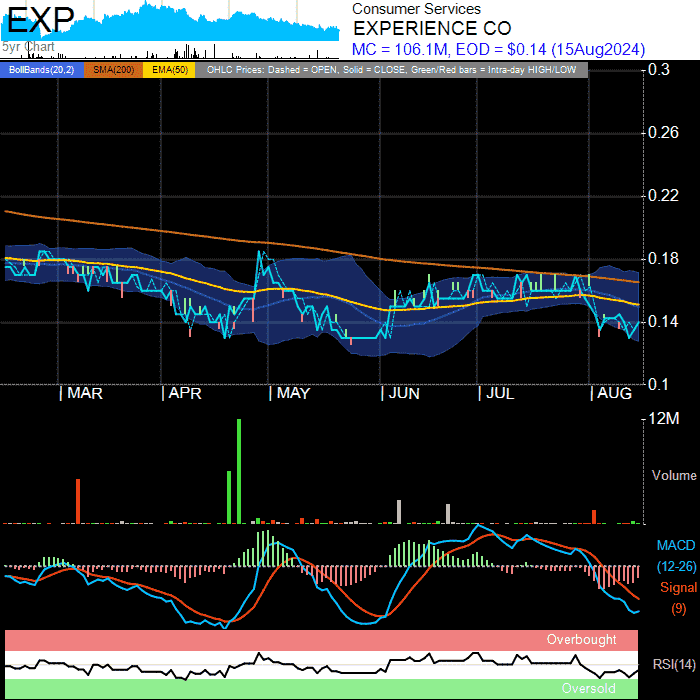 EXP
5yr Chart
Consumer Services
EXPERIENCE CO
MC = 106.1M, EOD = $0.14 (15Aug2024)
BollBands(20,2) SMA(200) EMA(50) OHLC Prices: Dashed = OPEN, Solid = CLOSE, Green/Red bars = Intra-day HIGH/LOW
0.3
0.26
0.22
0.18
0.14
0.1
MAR APR MAY JUN JUL AUG
12M
Volume
MACD
(12-26)
Signal
(9)
Overbought
RSI(14)
Oversold